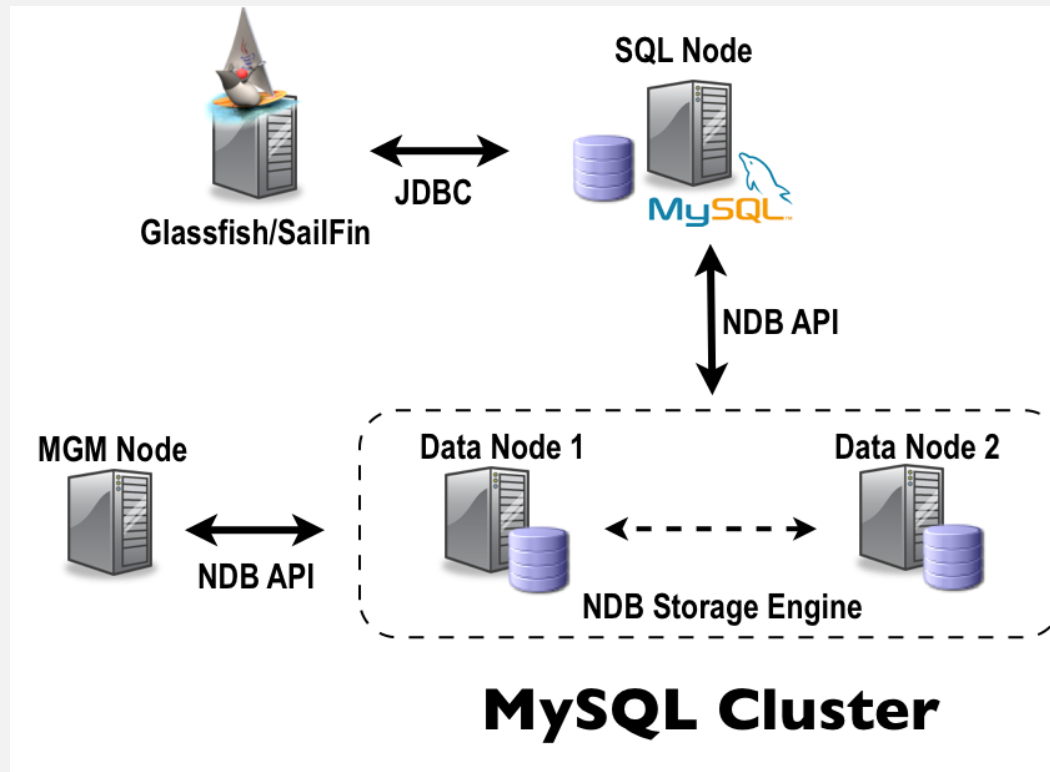 SQL Node
JDBC
MySQL™
Glassfish/SailFin
NDB API
MGM Node
Data Node 1
Data Node 2
NDB API
NDB Storage Engine
MySQL Cluster